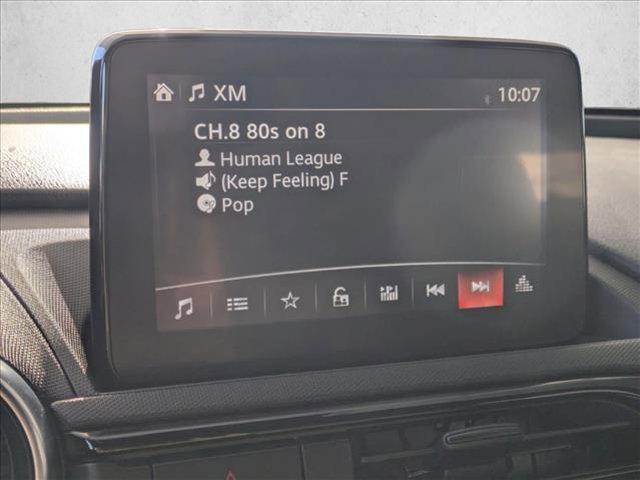 XM
10:07
CH.8 80s on 8
Human League
(Keep Feeling) F
Pop